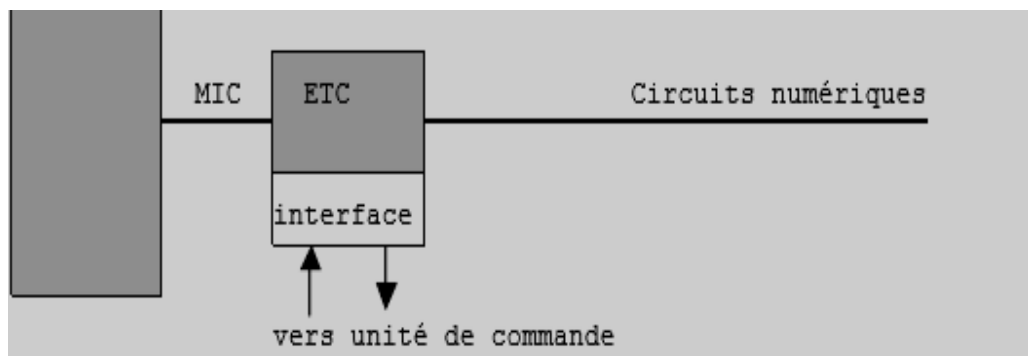 MIC
ETC
Circuits numériques
interface
vers unité de commande